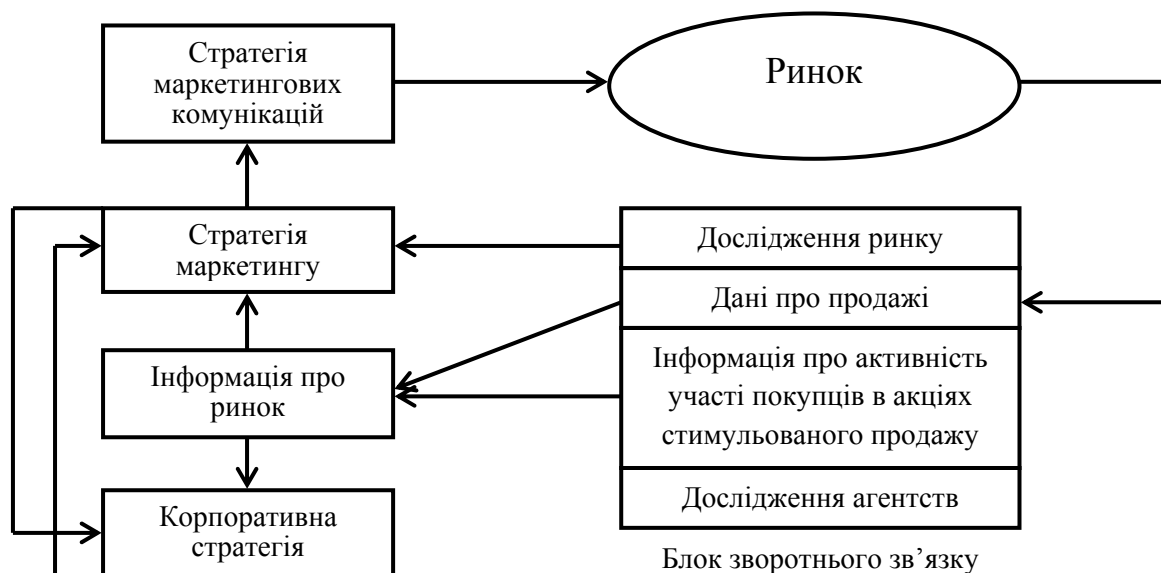 Стратегія
маркетингових
комунікацій
Ринок
Стратегія
маркетингу
Дослідження ринку
Дані про продажі
Інформація про
ринок
Інформація про активність
участі покупців в акціях
стимульованого продажу
Корпоративна
стратегія
Дослідження агентств
Блок зворотнього зв’язку